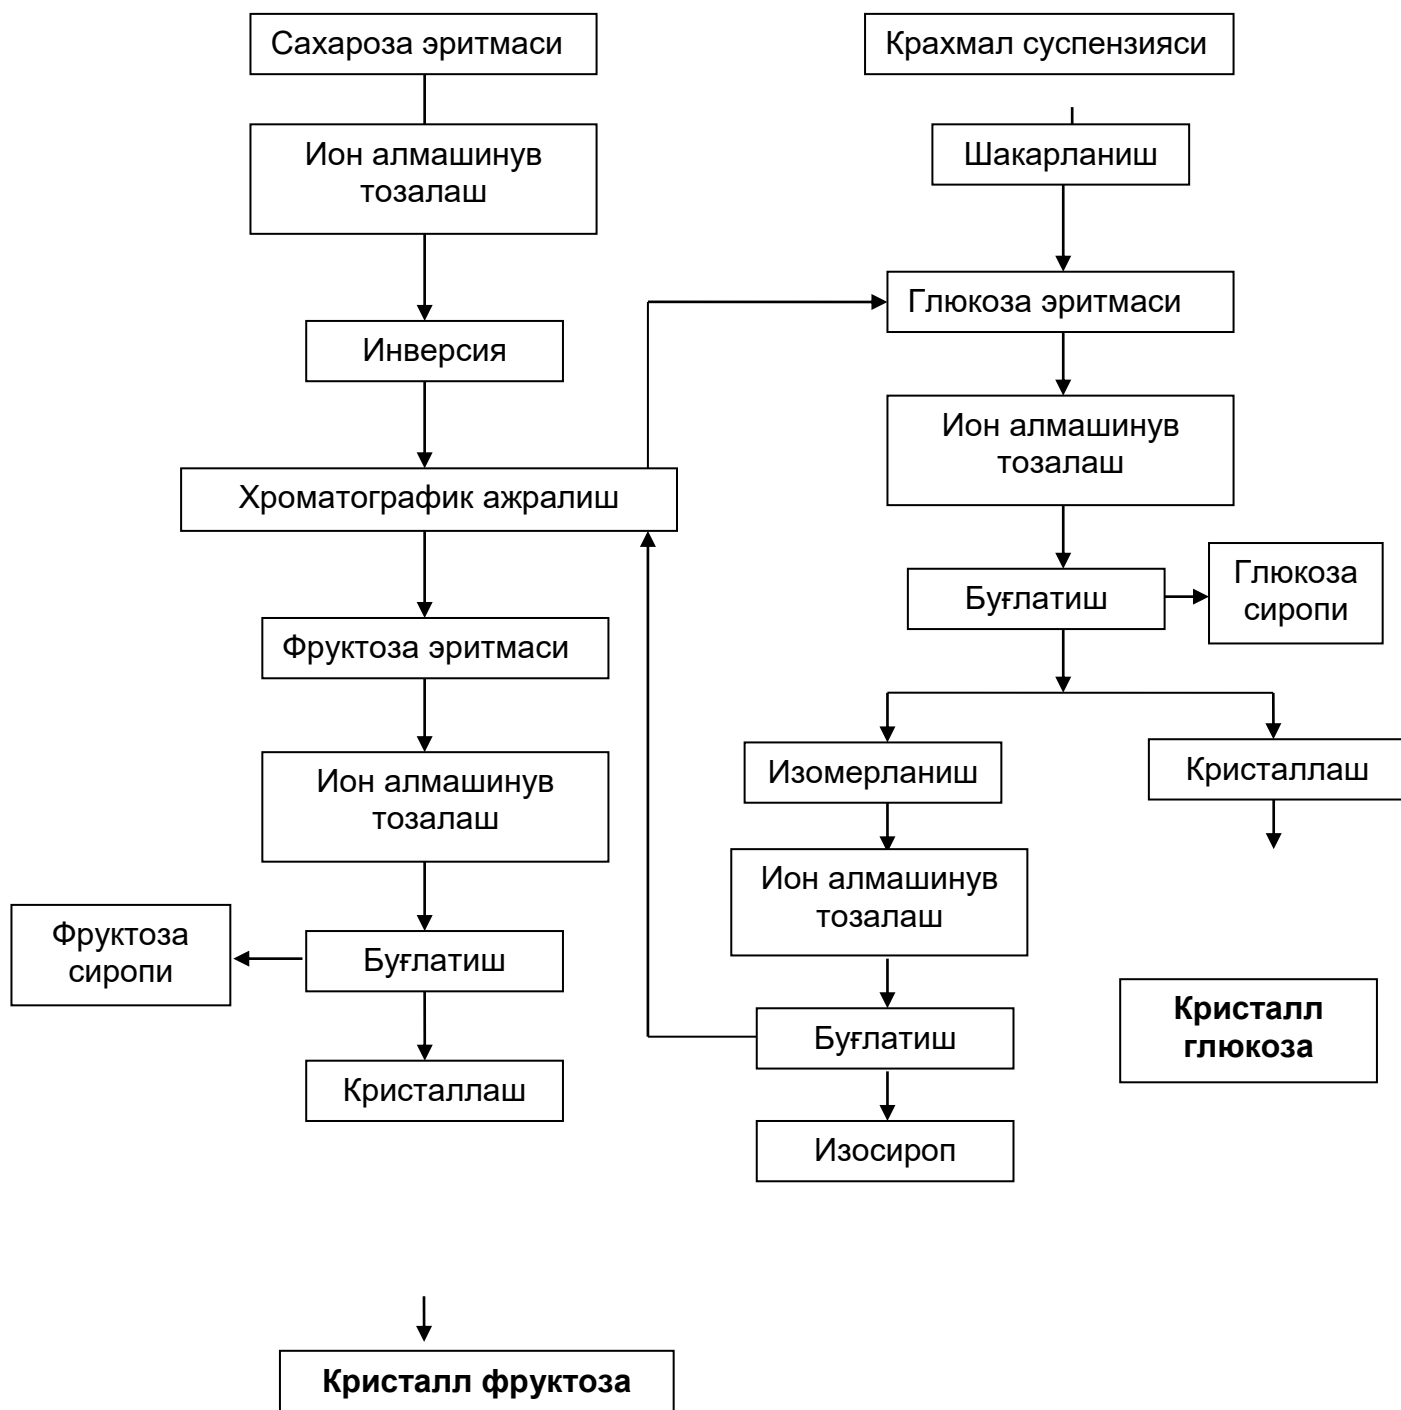 Сахароза эритмаси
Крахмал суспензияси
Ион алмашинув
тозалаш
Шакарланиш
Глюкоза эритмаси
Инверсия
Ион алмашинув
тозалаш
Хроматографик ажралиш
Глюкоза
сиропи
Буғлатиш
Фруктоза эритмаси
Изомерланиш
Кристаллаш
Ион алмашинув
тозалаш
Ион алмашинув
тозалаш
Фруктоза
сиропи
Буғлатиш
Кристалл
глюкоза
Буғлатиш
Кристаллаш
Изосироп
Кристалл фруктоза